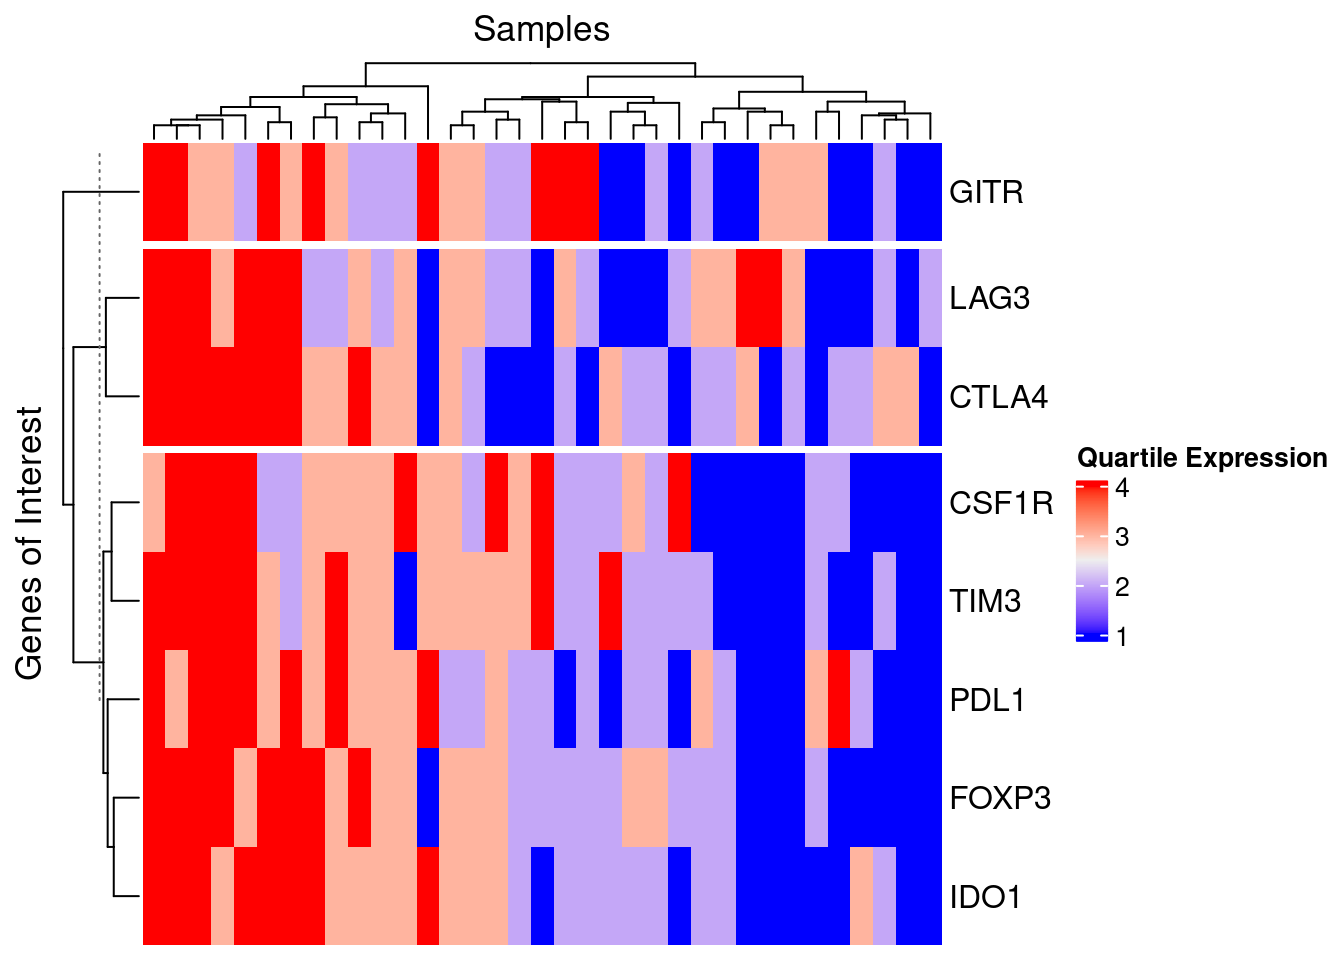 Samples
GITR
LAG3
CTLA4
CSF1R
TIM3
PDL1
FOXP3
IDO1
Genes of Interest
Quartile Expression
4
3
2
1